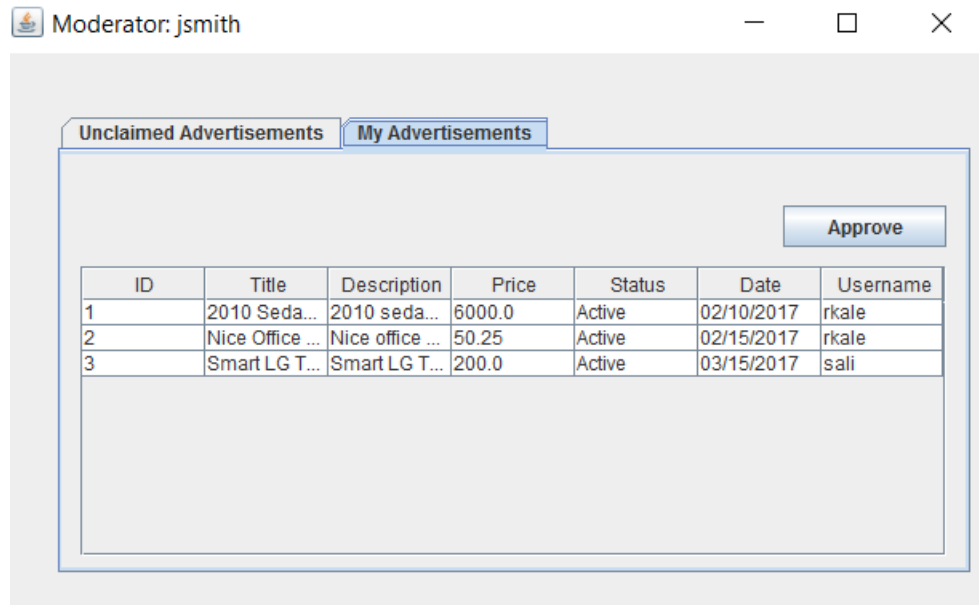 Moderator: jsmith
Unclaimed Advertisements My Advertisements
Approve
ID Title Description Price Status Date Username
1 2010 Seda... 2010 seda... 6000.0 Active 02/10/2017 rkale
2 Nice Office ... Nice office ... 50.25 Active 02/15/2017 rkale
3 Smart LG T... Smart LG T... 200.0 Active 03/15/2017 sali